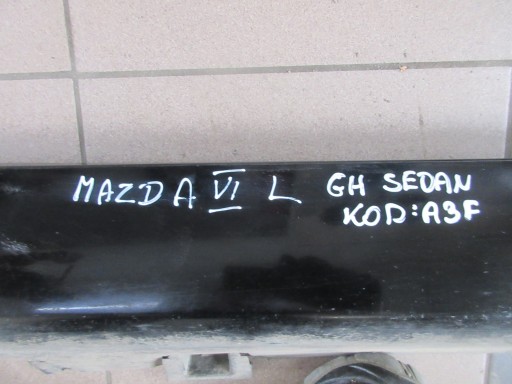 MAZDA VI L GH SEDAN
KOD:A3F